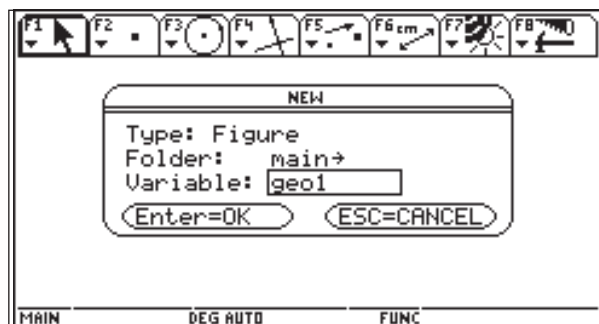 F1 F2 F3 F4 F5 F6 cm F7 F8
NEW
Type: Figure
Folder: main→
Variable: geo1
Enter=OK ESC=CANCEL
MAIN DEG AUTO FUNC